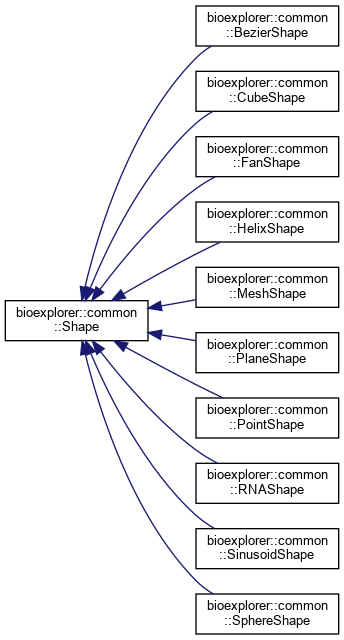 bioexplorer::common
::BezierShape
bioexplorer::common
::CubeShape
bioexplorer::common
::FanShape
bioexplorer::common
::HelixShape
bioexplorer::common
::MeshShape
bioexplorer::common
::Shape
bioexplorer::common
::PlaneShape
bioexplorer::common
::PointShape
bioexplorer::common
::RNAShape
bioexplorer::common
::SinusoidShape
bioexplorer::common
::SphereShape